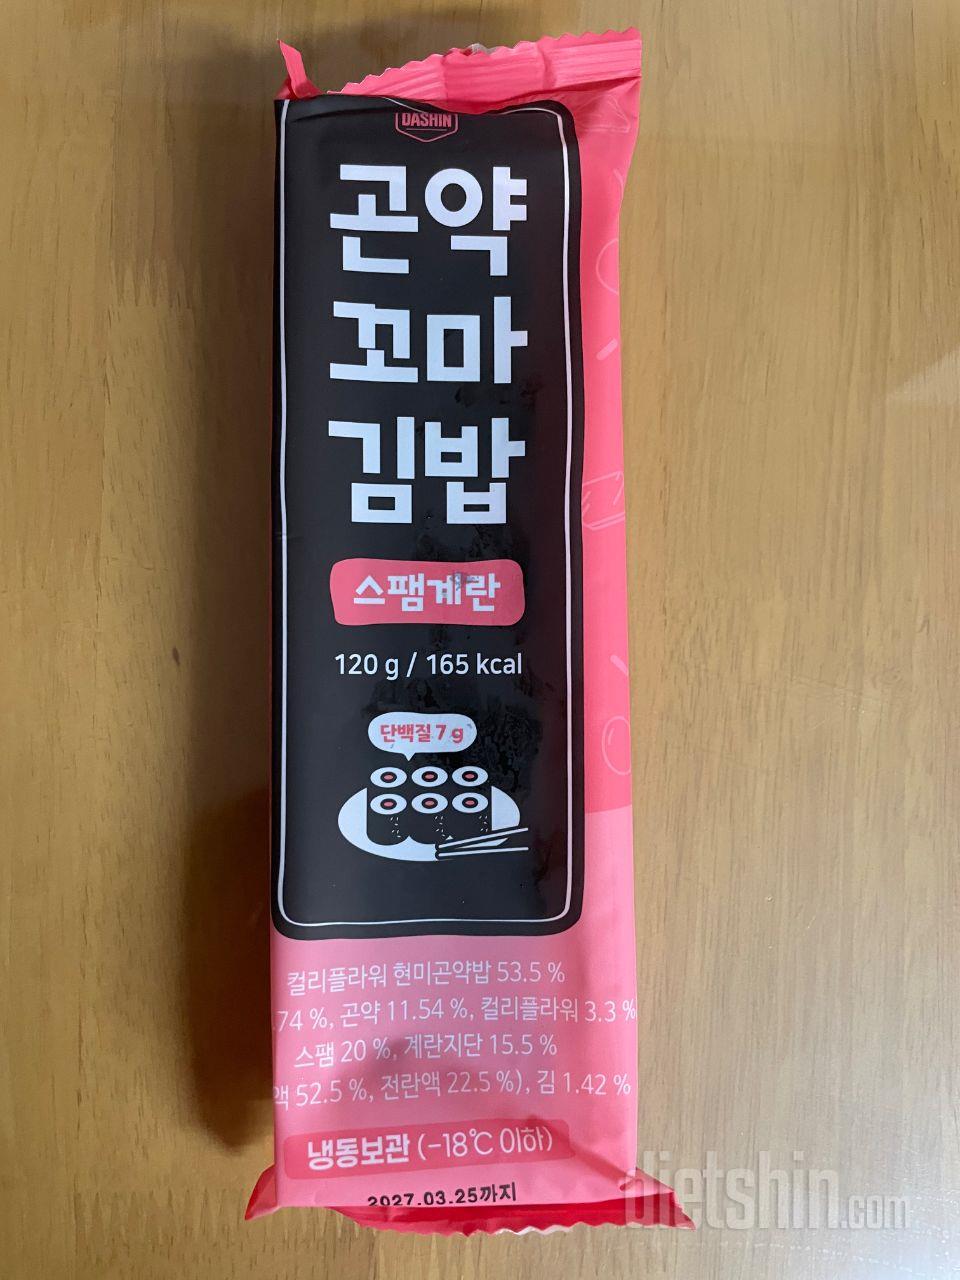 DASHIN
곤약
꼬마
김밥
스팸계란
120 g / 165 kcal
단백질 7 g
컬리플라워 현미곤약밥 53.5 %
74 %, 곤약 11.54 %, 컬리플라워 3.3 %
스팸 20 %, 계란지단 15.5 %
액 52.5 %, 전란액 22.5 %), 김 1.42 %
냉동보관 (-18℃ 이하)
2027.03.25까지
dietshin.com